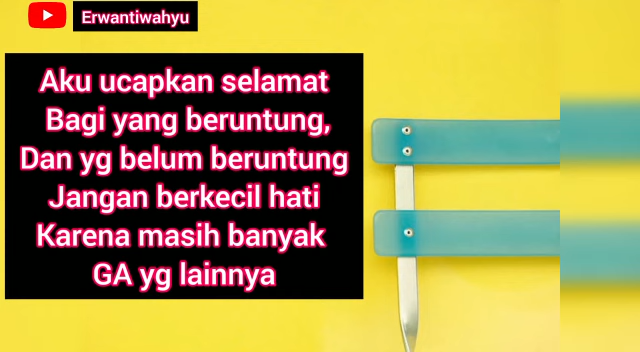 Erwantiwahyu
Aku ucapkan selamat
Bagi yang beruntung,
Dan yg belum beruntung
Jangan berkecil hati
Karena masih banyak
GA yg lainnya